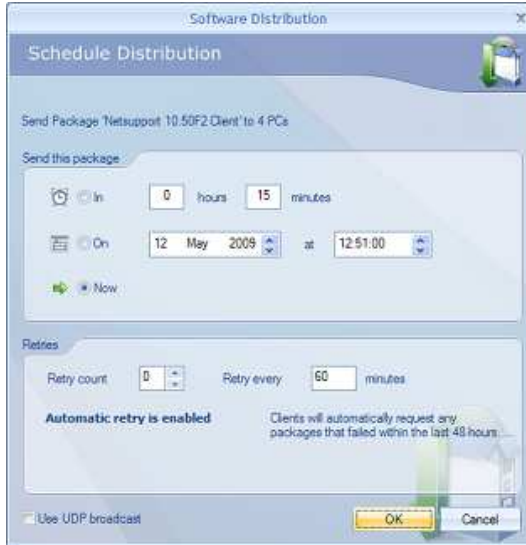 Software Distribution X
Schedule Distribution
Send Package 'Netsupport 10.50F2 Client' to 4 PCs
Send this package
In 0 hours 15 minutes
On 12 May 2009 at 12:51:00
Now
Retries
Retry count 0 Retry every 60 minutes
Automatic retry is enabled
Clients will automatically request any
packages that failed within the last 48 hours
Use UDP broadcast OK Cancel